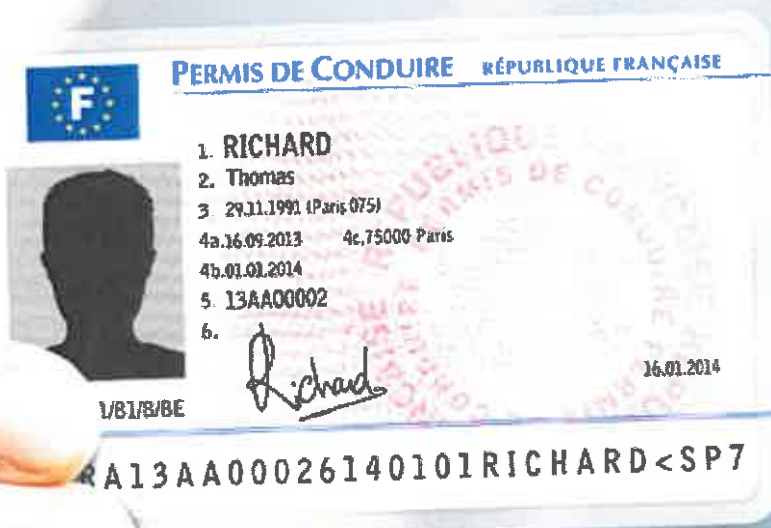 F
PERMIS DE CONDUIRE RÉPUBLIQUE FRANÇAISE
1. RICHARD
2. Thomas
3 29.11.1991 (Paris 075)
4a.16.09.2013 4c.75000 Paris
4b.01.01.2014
5. 13AA00002
6.
Richard
16.01.2014
1/B1/B/BE
RA13AA00026140101RICHARD<SP7